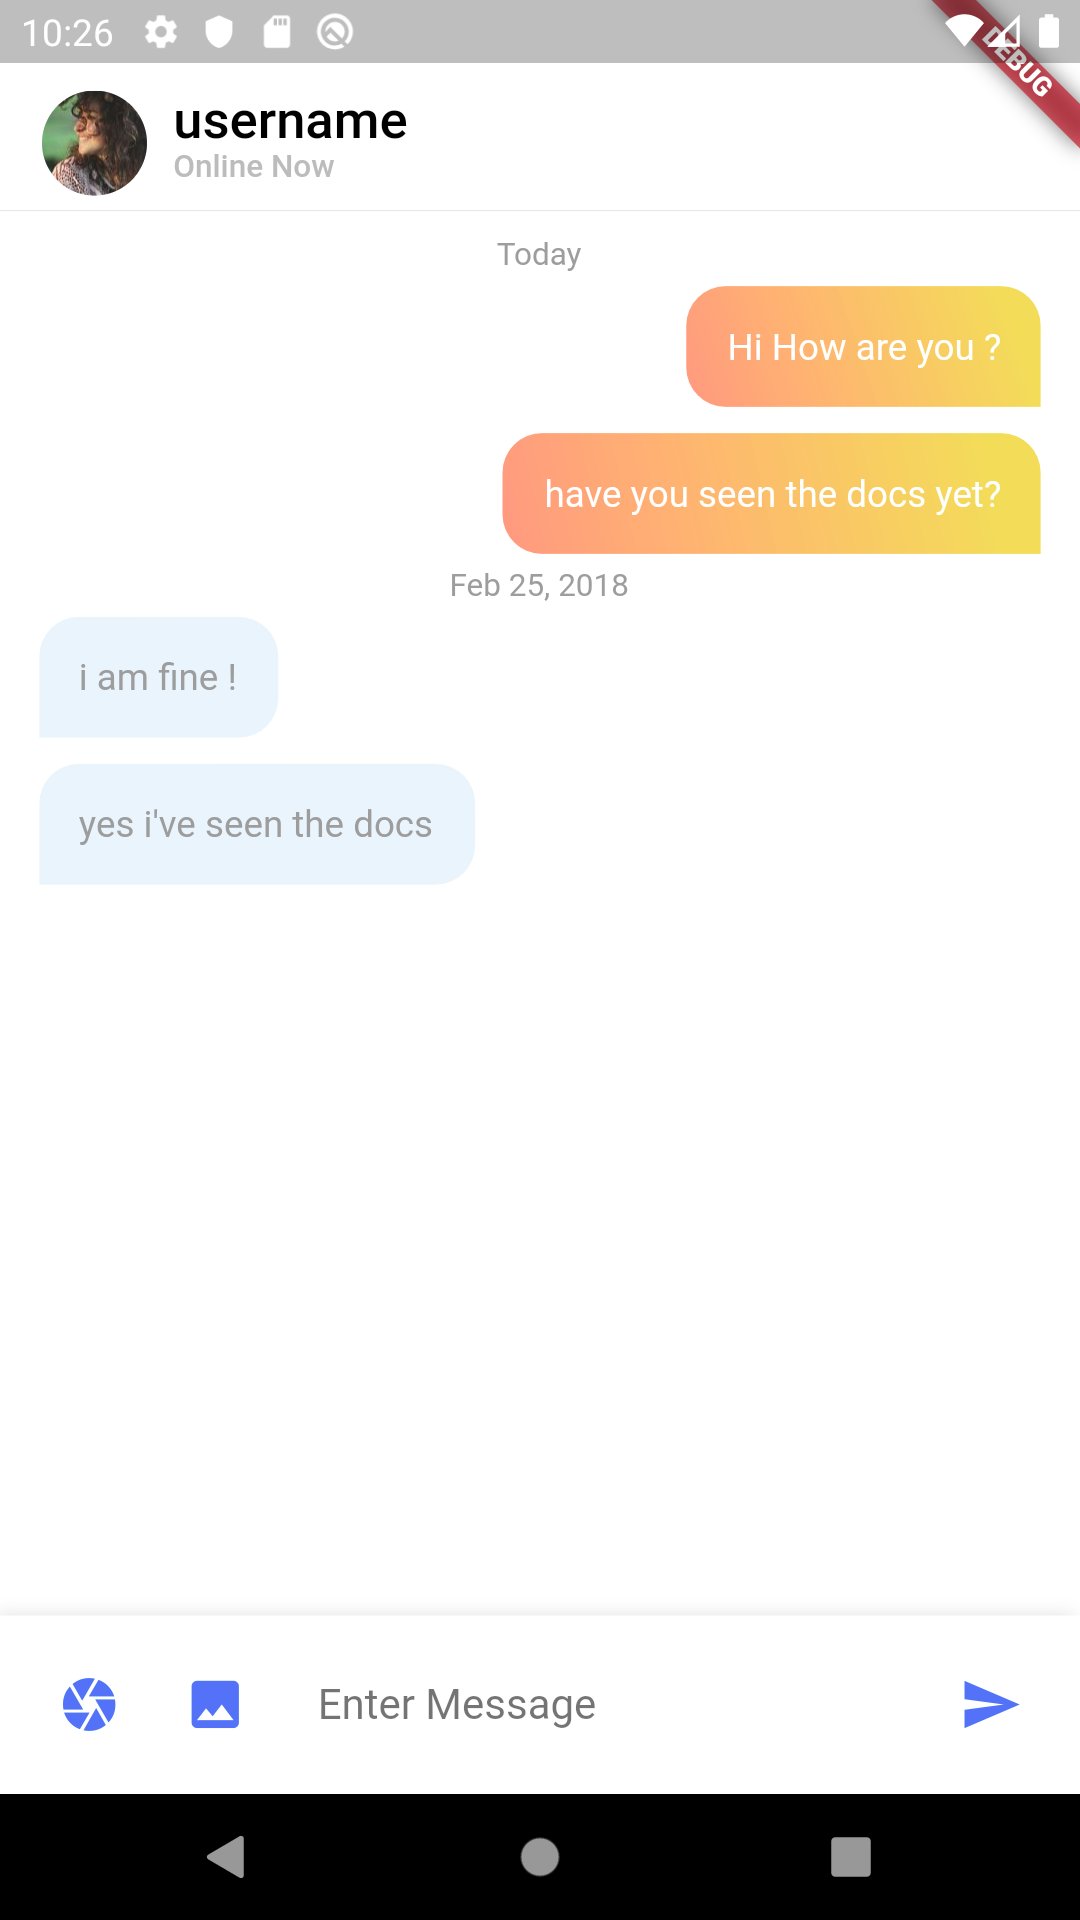 10:26
DEBUG
username
Online Now
Today
Hi How are you ?
have you seen the docs yet?
Feb 25, 2018
i am fine !
yes i've seen the docs
Enter Message